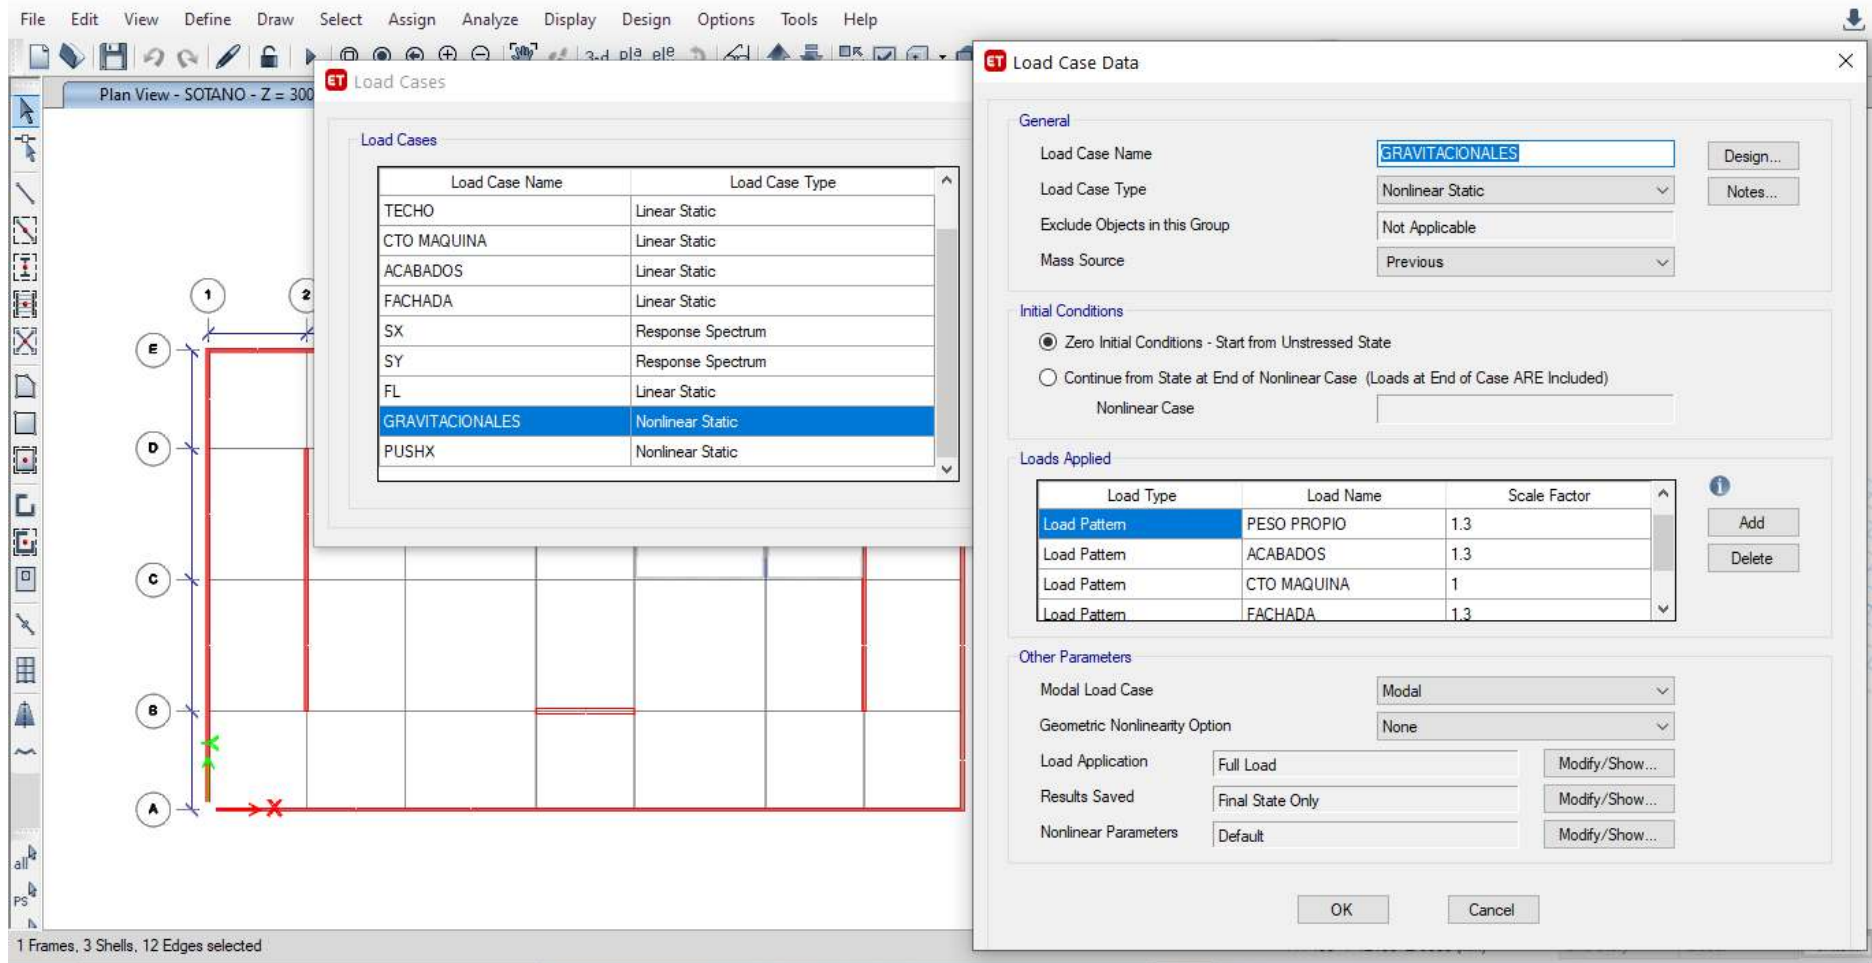 File Edit View Define Draw Select Assign Analyze Display Design Options Tools Help
3-d pla ele
Plan View - SOTANO - Z = 300
ET Load Cases
Load Cases
Load Case Name Load Case Type
TECHO Linear Static
CTO MAQUINA Linear Static
ACABADOS Linear Static
FACHADA Linear Static
SX Response Spectrum
SY Response Spectrum
FL Linear Static
GRAVITACIONALES Nonlinear Static
PUSHX Nonlinear Static
1 2
E
D
C
B
A
X
all
PS
1 Frames, 3 Shells, 12 Edges selected
ET Load Case Data
General
Load Case Name GRAVITACIONALES Design...
Load Case Type Nonlinear Static Notes...
Exclude Objects in this Group Not Applicable
Mass Source Previous
Initial Conditions
Zero Initial Conditions - Start from Unstressed State
Continue from State at End of Nonlinear Case (Loads at End of Case ARE Included)
Nonlinear Case
Loads Applied
Load Type Load Name Scale Factor
Load Pattern PESO PROPIO 1.3 Add
Load Pattern ACABADOS 1.3 Delete
Load Pattern CTO MAQUINA 1
Load Pattern FACHADA 1.3
Other Parameters
Modal Load Case Modal
Geometric Nonlinearity Option None
Load Application Full Load Modify/Show...
Results Saved Final State Only Modify/Show...
Nonlinear Parameters Default Modify/Show...
OK Cancel